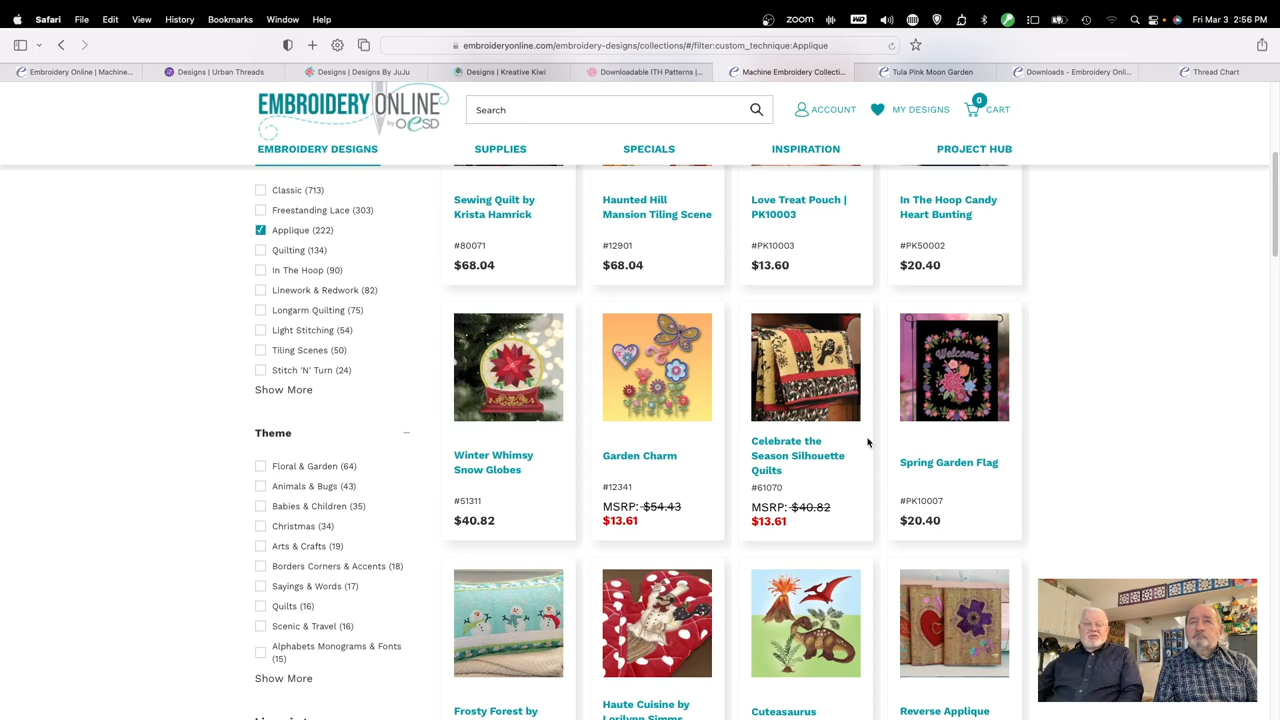 Safari File Edit View History Bookmarks Window Help zoom WD Fri Mar 3 2:56 PM
embroideryonline.com/embroidery-designs/collections/#/filter:custom_technique:Applique
Embroidery Online | Machine... Designs | Urban Threads Designs | Designs By JuJu Designs | Kreative Kiwi Downloadable ITH Patterns |... Machine Embroidery Collecti... Tula Pink Moon Garden Downloads - Embroidery Onli... Thread Chart
EMBROIDERY ONLINE
by OESD
Search
ACCOUNT MY DESIGNS 0 CART
EMBROIDERY DESIGNS SUPPLIES SPECIALS INSPIRATION PROJECT HUB
Classic (713)
Freestanding Lace (303)
Applique (222)
Quilting (134)
In The Hoop (90)
Linework & Redwork (82)
Longarm Quilting (75)
Light Stitching (54)
Tiling Scenes (50)
Stitch 'N' Turn (24)
Show More
Theme
Floral & Garden (64)
Animals & Bugs (43)
Babies & Children (35)
Christmas (34)
Arts & Crafts (19)
Borders Corners & Accents (18)
Sayings & Words (17)
Quilts (16)
Scenic & Travel (16)
Alphabets Monograms & Fonts
(15)
Show More
Sewing Quilt by
Krista Hamrick
#80071
$68.04
Haunted Hill
Mansion Tiling Scene
#12901
$68.04
Love Treat Pouch |
PK10003
#PK10003
$13.60
In The Hoop Candy
Heart Bunting
#PK50002
$20.40
Winter Whimsy
Snow Globes
#51311
$40.82
Garden Charm
#12341
MSRP: $54.43
$13.61
Celebrate the
Season Silhouette
Quilts
#61070
MSRP: $40.82
$13.61
Welcome
Spring Garden Flag
#PK10007
$20.40
Frosty Forest by
Haute Cuisine by
Lorilynn Simms
Cuteasaurus
Reverse Applique